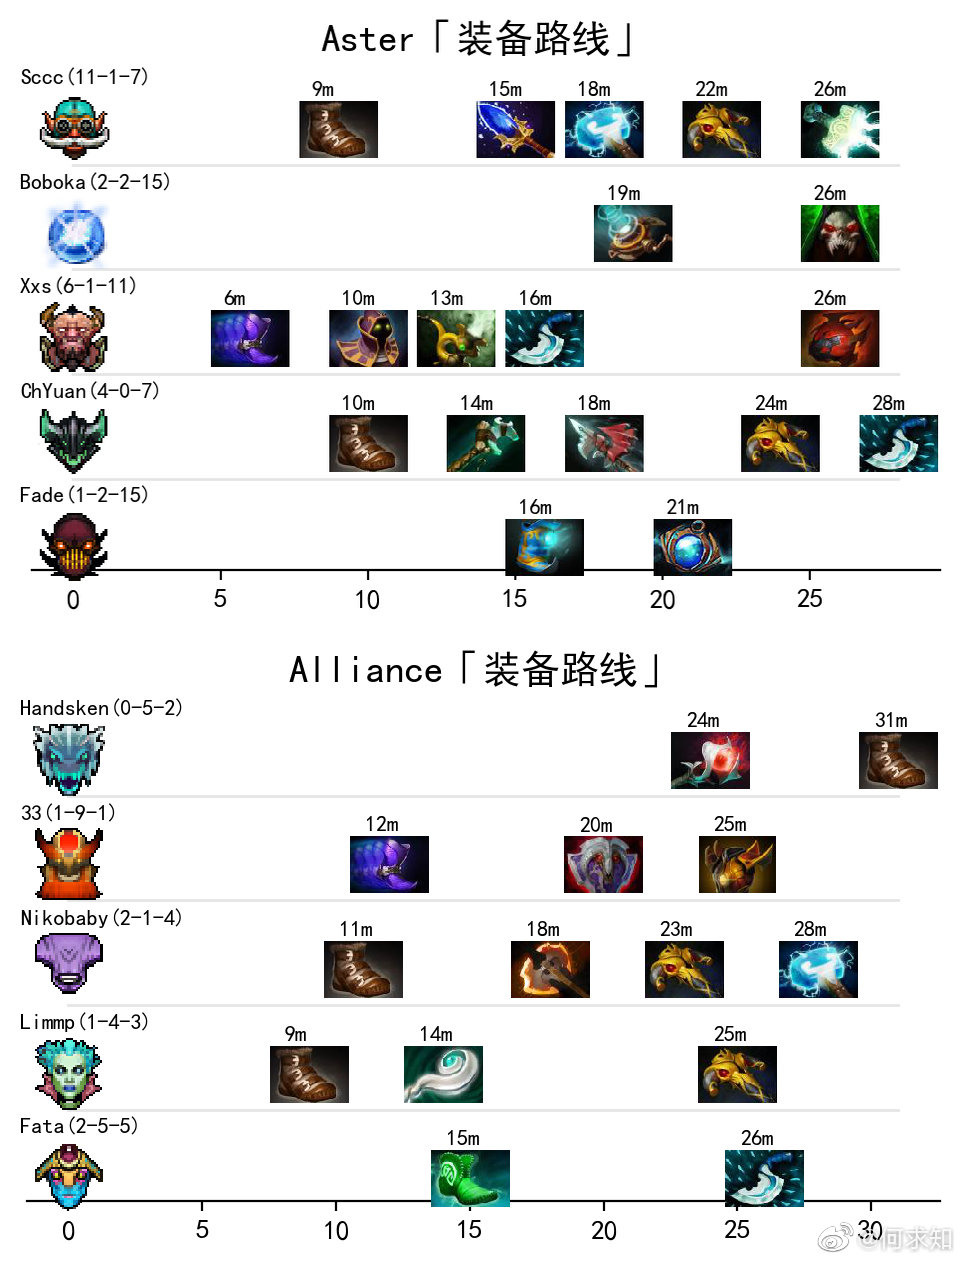 Aster「装备路线」
Sccc(11-1-7)
9m 15m 18m 22m 26m
Boboka(2-2-15)
19m 26m
Xxs(6-1-11)
6m 10m 13m 16m 26m
ChYuan(4-0-7)
10m 14m 18m 24m 28m
Fade(1-2-15)
16m 21m
0 5 10 15 20 25
Alliance「装备路线」
Handsken(0-5-2)
24m 31m
33(1-9-1)
12m 20m 25m
Nikobaby(2-1-4)
11m 18m 23m 28m
Limmp(1-4-3)
9m 14m 25m
Fata(2-5-5)
15m 26m
0 5 10 15 20 25 30
@何求知